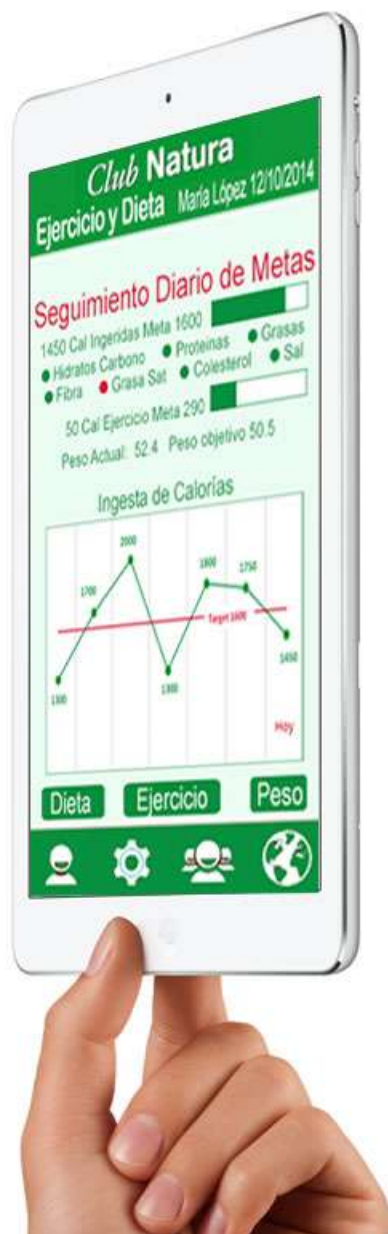 Club Natura
Ejercicio y Dieta María López 12/10/2014
Seguimiento Diario de Metas
1450 Cal Ingeridas Meta 1600
Hidratos Carbono Proteinas Grasas
Fibra Grasa Sat Colesterol Sal
50 Cal Ejercicio Meta 290
Peso Actual: 52.4 Peso objetivo 50.5
Ingesta de Calorías
2000
1700
1800
1750
Target 1600
1300
1300
1450
Hoy
Dieta Ejercicio Peso